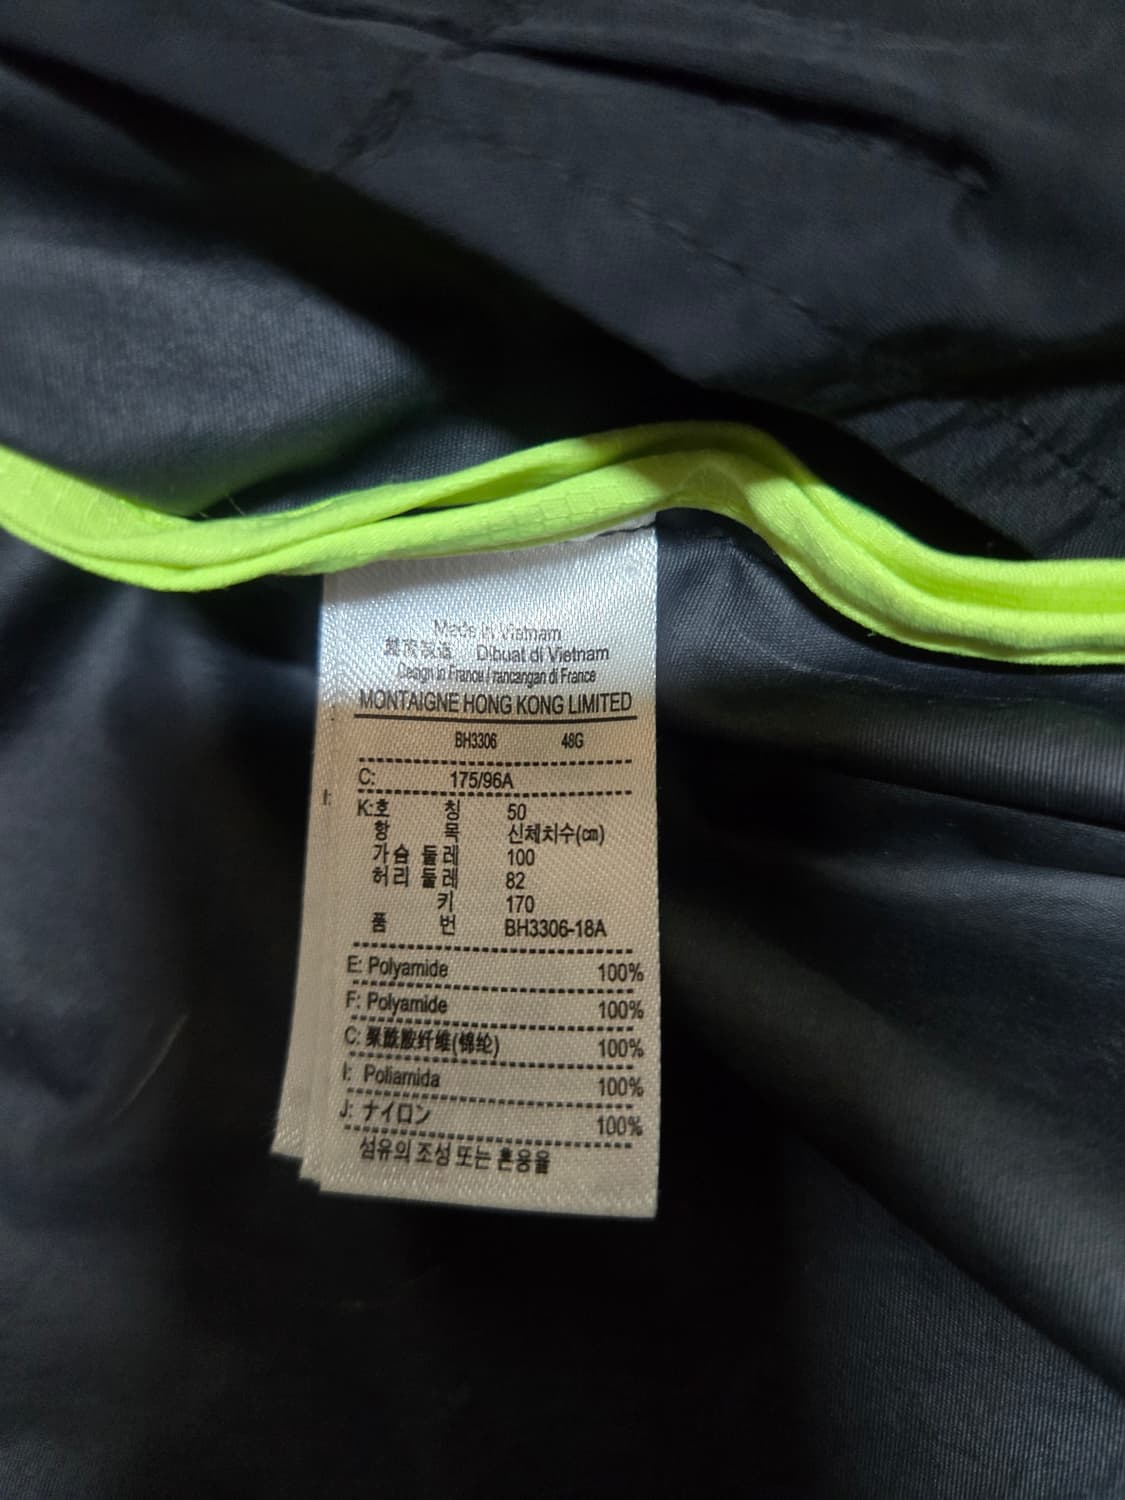 Made in Vietnam
越南製造 Dibuat di Vietnam
Design in France / rancangan di France
MONTAIGNE HONG KONG LIMITED
BH3306 48G
C: 175/96A
K:호 칭 50
항 목 신체치수(cm)
가슴 둘레 100
허리 둘레 82
키 170
품 번 BH3306-18A
E: Polyamide 100%
F: Polyamide 100%
C: 聚酰胺纤维(锦纶) 100%
I: Poliamida 100%
J: ナイロン 100%
섬유의 조성 또는 혼용율